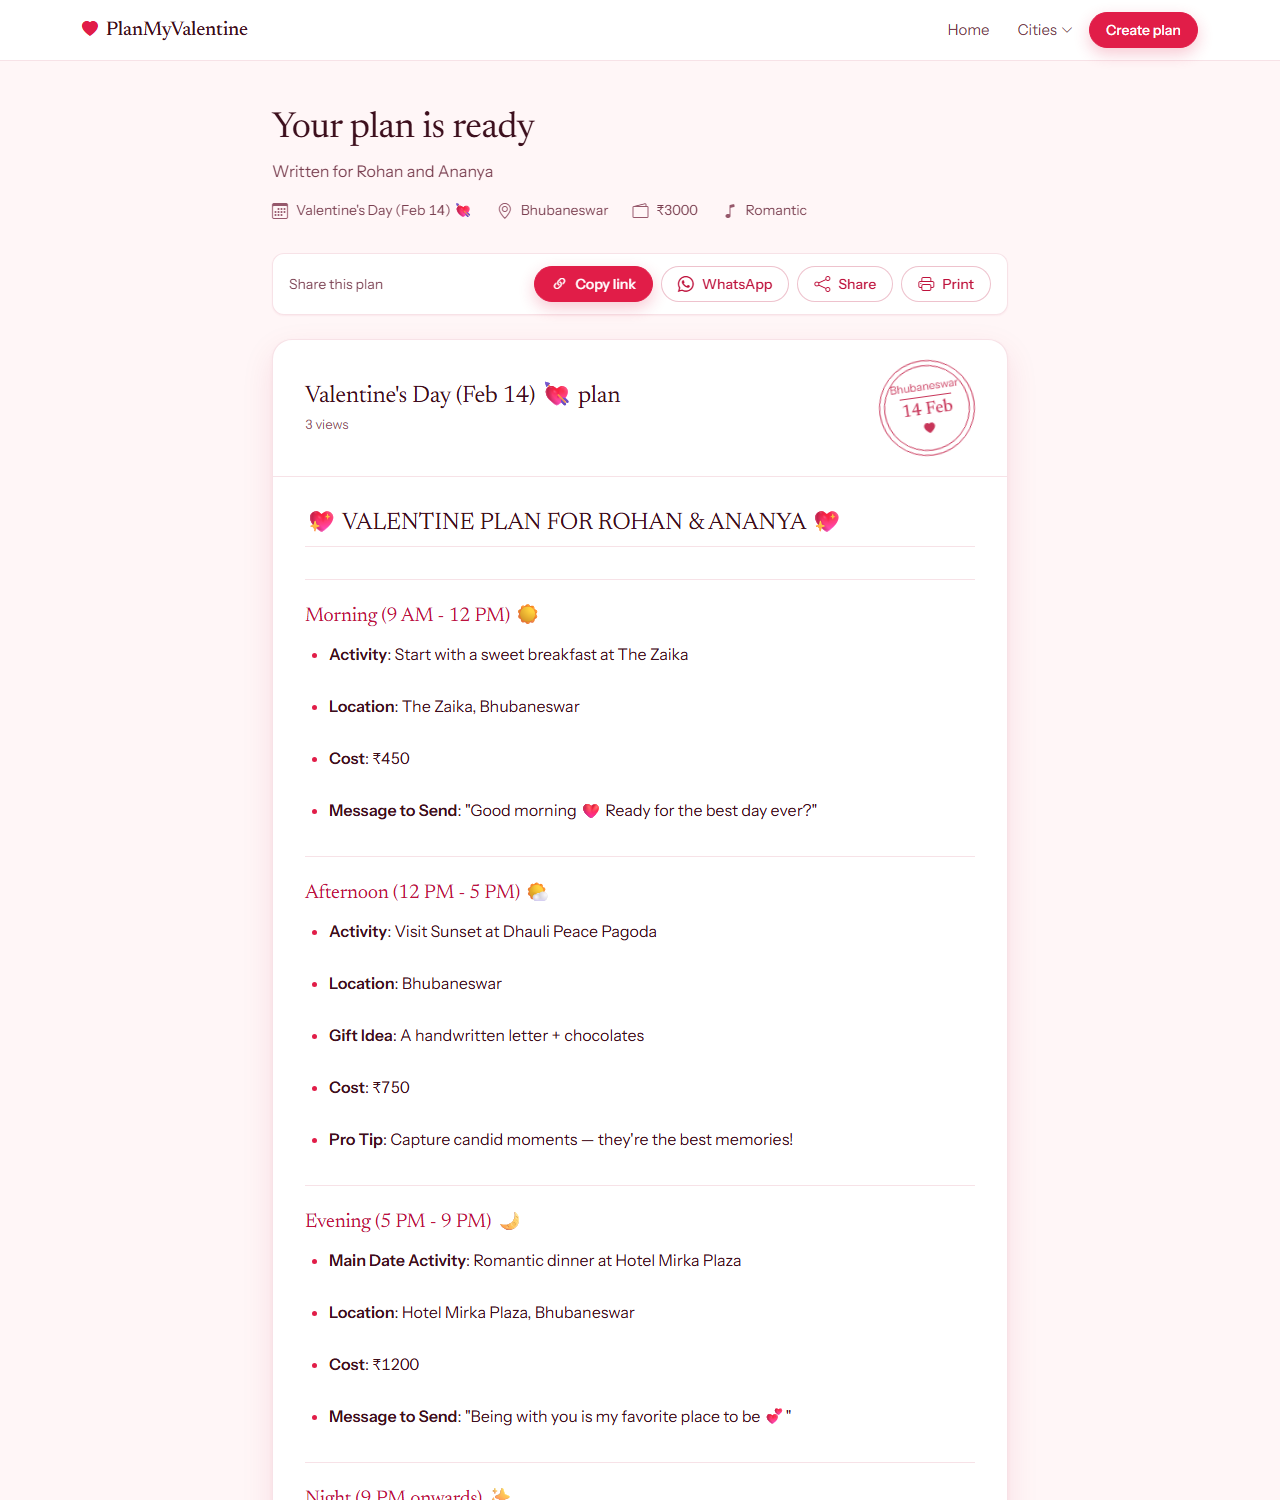 PlanMyValentine
Home
Cities
Create plan
Your plan is ready
Written for Rohan and Ananya
Valentine's Day (Feb 14) 💘
Bhubaneswar
₹3000
Romantic
Share this plan
Copy link
WhatsApp
Share
Print
Valentine's Day (Feb 14) 💘 plan
3 views
Bhubaneswar
14 Feb
💖 VALENTINE PLAN FOR ROHAN & ANANYA 💖
Morning (9 AM - 12 PM) 🌞
Activity: Start with a sweet breakfast at The Zaika
Location: The Zaika, Bhubaneswar
Cost: ₹450
Message to Send: "Good morning ❤️ Ready for the best day ever?"
Afternoon (12 PM - 5 PM) 🌤️
Activity: Visit Sunset at Dhauli Peace Pagoda
Location: Bhubaneswar
Gift Idea: A handwritten letter + chocolates
Cost: ₹750
Pro Tip: Capture candid moments — they're the best memories!
Evening (5 PM - 9 PM) 🌙
Main Date Activity: Romantic dinner at Hotel Mirka Plaza
Location: Hotel Mirka Plaza, Bhubaneswar
Cost: ₹1200
Message to Send: "Being with you is my favorite place to be 💕"
Night (9 PM onwards) ✨